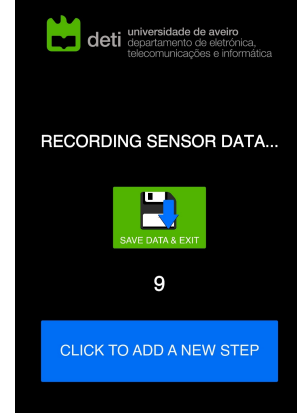 deti
universidade de aveiro
departamento de eletrónica,
telecomunicações e informática
RECORDING SENSOR DATA...
SAVE DATA & EXIT
9
CLICK TO ADD A NEW STEP